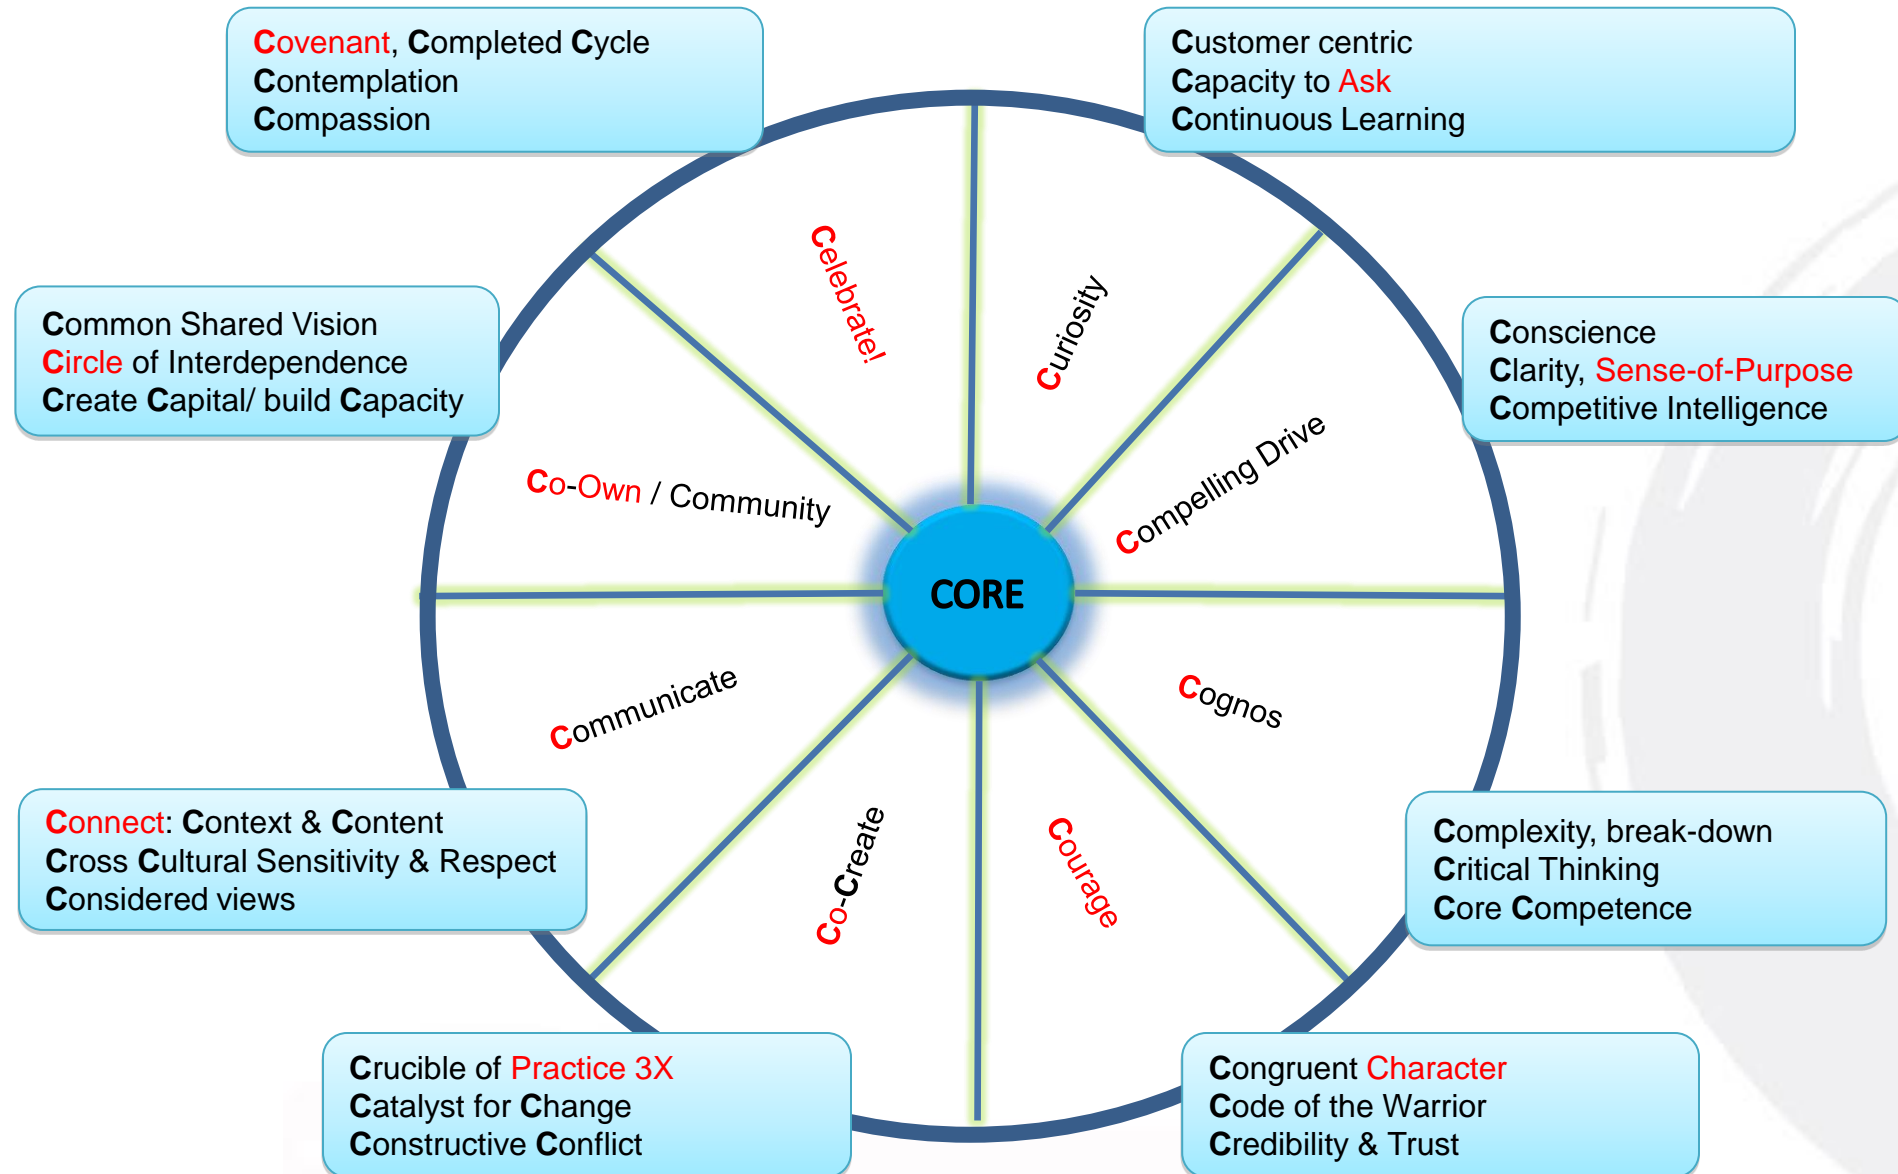 Covenant, Completed Cycle
Contemplation
Compassion
Customer centric
Capacity to Ask
Continuous Learning
Celebrate!
Curiosity
Common Shared Vision
Circle of Interdependence
Create Capital/ build Capacity
Conscience
Clarity, Sense-of-Purpose
Competitive Intelligence
Co-Own / Community
Compelling Drive
CORE
Communicate
Cognos
Connect: Context & Content
Cross Cultural Sensitivity & Respect
Considered views
Co-Create
Courage
Complexity, break-down
Critical Thinking
Core Competence
Crucible of Practice 3X
Catalyst for Change
Constructive Conflict
Congruent Character
Code of the Warrior
Credibility & Trust